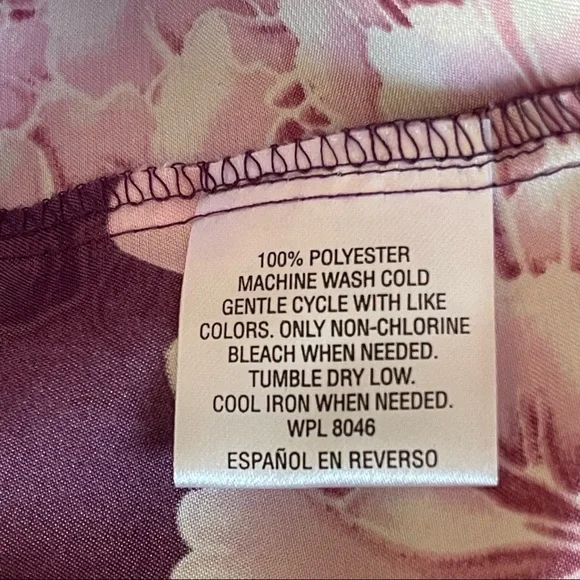 100% POLYESTER
MACHINE WASH COLD
GENTLE CYCLE WITH LIKE
COLORS. ONLY NON-CHLORINE
BLEACH WHEN NEEDED.
TUMBLE DRY LOW.
COOL IRON WHEN NEEDED.
WPL 8046
ESPAÑOL EN REVERSO